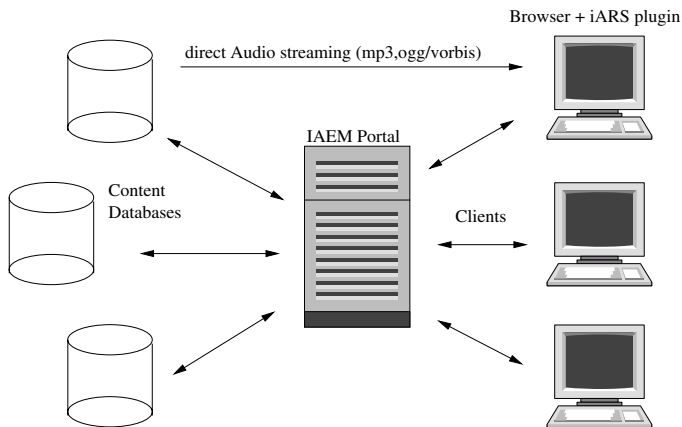 Browser + iARS plugin
direct Audio streaming (mp3,ogg/vorbis)
IAEM Portal
Content
Databases
Clients